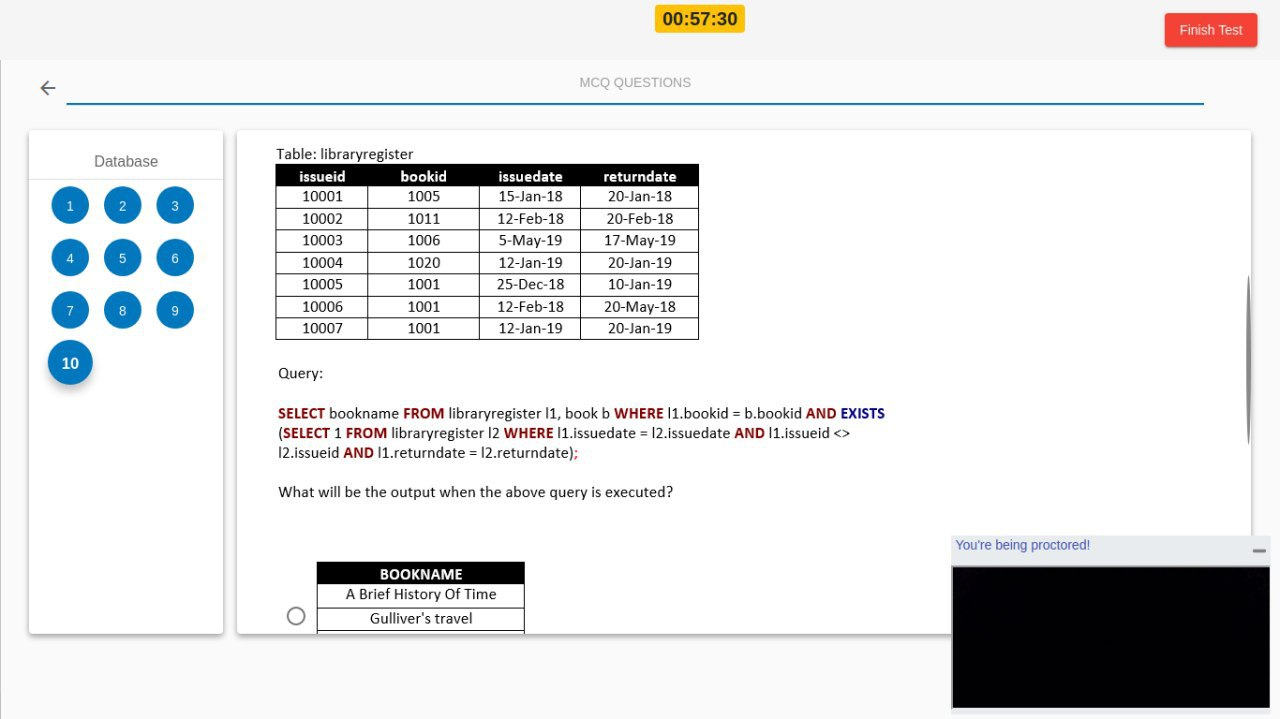 00:57:30
Finish Test
MCQ QUESTIONS
Database
1 2 3
4 5 6
7 8 9
10
Table: libraryregister
issueid bookid issuedate returndate
10001 1005 15-Jan-18 20-Jan-18
10002 1011 12-Feb-18 20-Feb-18
10003 1006 5-May-19 17-May-19
10004 1020 12-Jan-19 20-Jan-19
10005 1001 25-Dec-18 10-Jan-19
10006 1001 12-Feb-18 20-May-18
10007 1001 12-Jan-19 20-Jan-19
Query:
SELECT bookname FROM libraryregister l1, book b WHERE l1.bookid = b.bookid AND EXISTS
(SELECT 1 FROM libraryregister l2 WHERE l1.issuedate = l2.issuedate AND l1.issueid <>
l2.issueid AND l1.returndate = l2.returndate);
What will be the output when the above query is executed?
BOOKNAME
A Brief History Of Time
Gulliver's travel
You're being proctored!